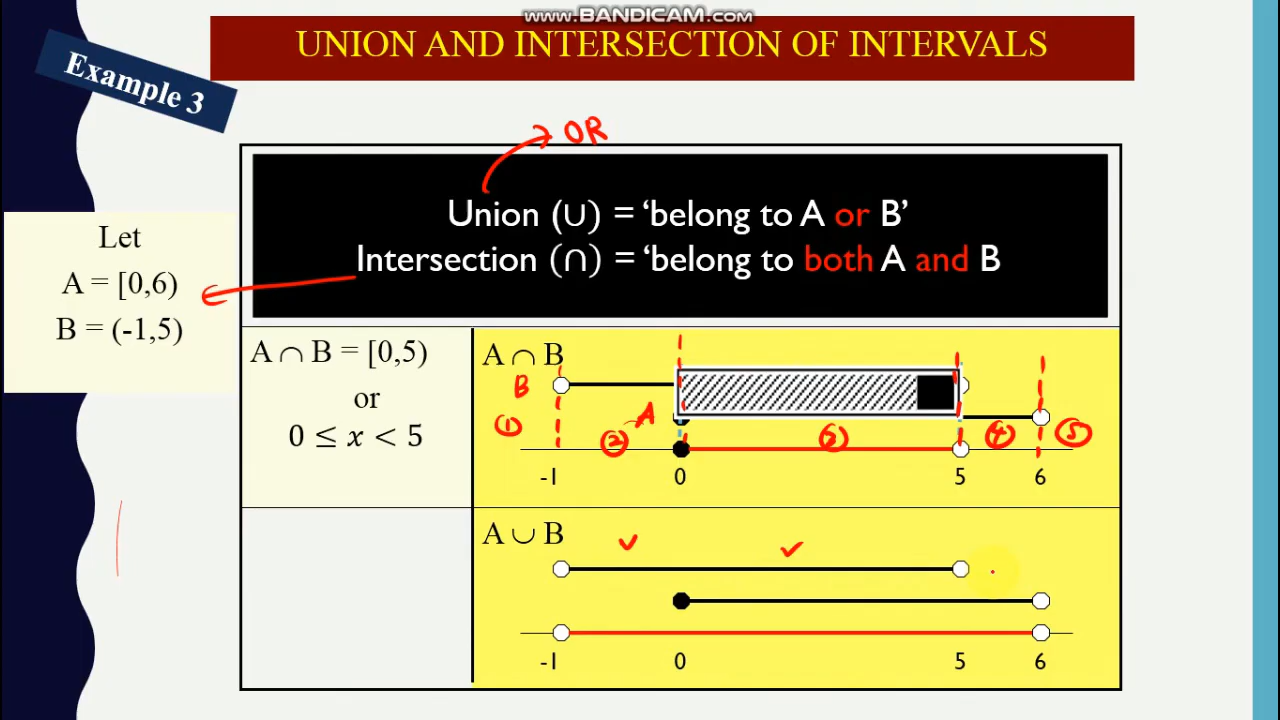 www.BANDICAM.com
UNION AND INTERSECTION OF INTERVALS
Example 3
OR
Union (∪) = ‘belong to A or B’
Intersection (∩) = ‘belong to both A and B
Let
A = [0,6)
B = (-1,5)
A ∩ B = [0,5)
or
0 ≤ x < 5
A ∩ B
B
A
① ② ③ ④ ⑤
-1 0 5 6
A ∪ B
-1 0 5 6